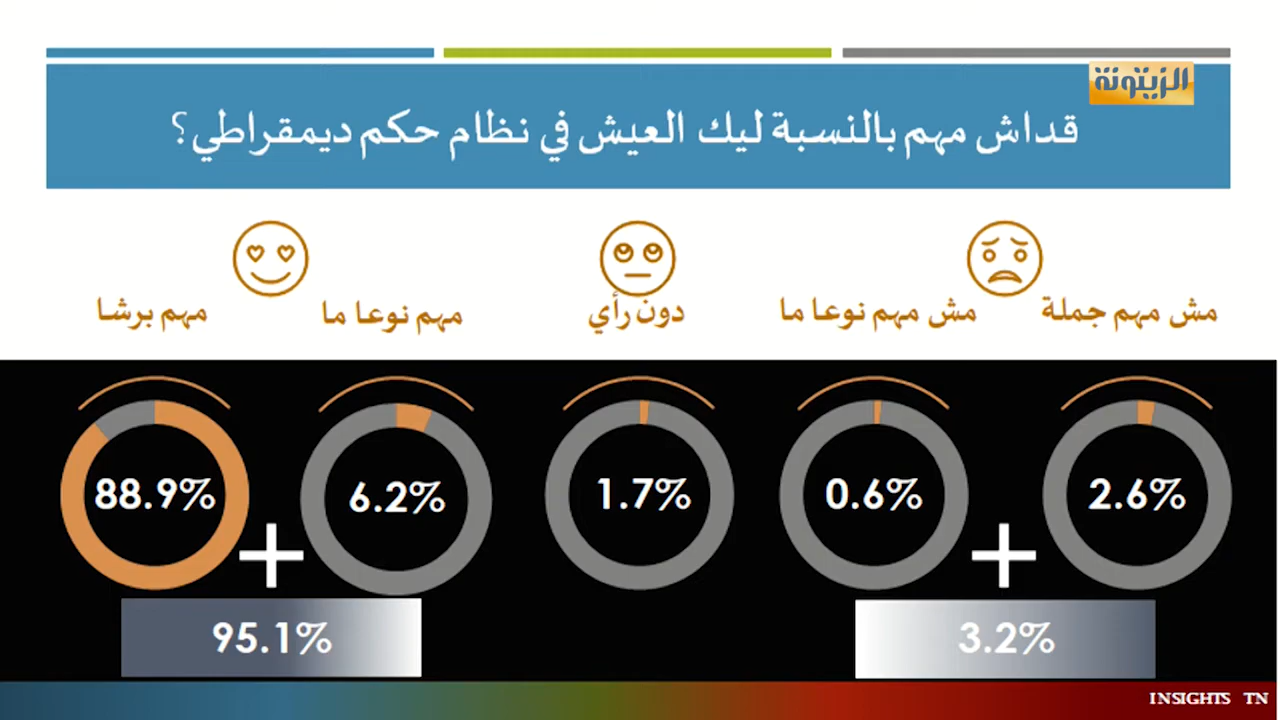 الزيتونة
قداش مهم بالنسبة ليك العيش في نظام حكم ديمقراطي؟
مش مهم جملة
مش مهم نوعا ما
دون رأي
مهم نوعا ما
مهم برشا
2.6%
0.6%
1.7%
6.2%
88.9%
3.2%
95.1%
INSIGHTS TN